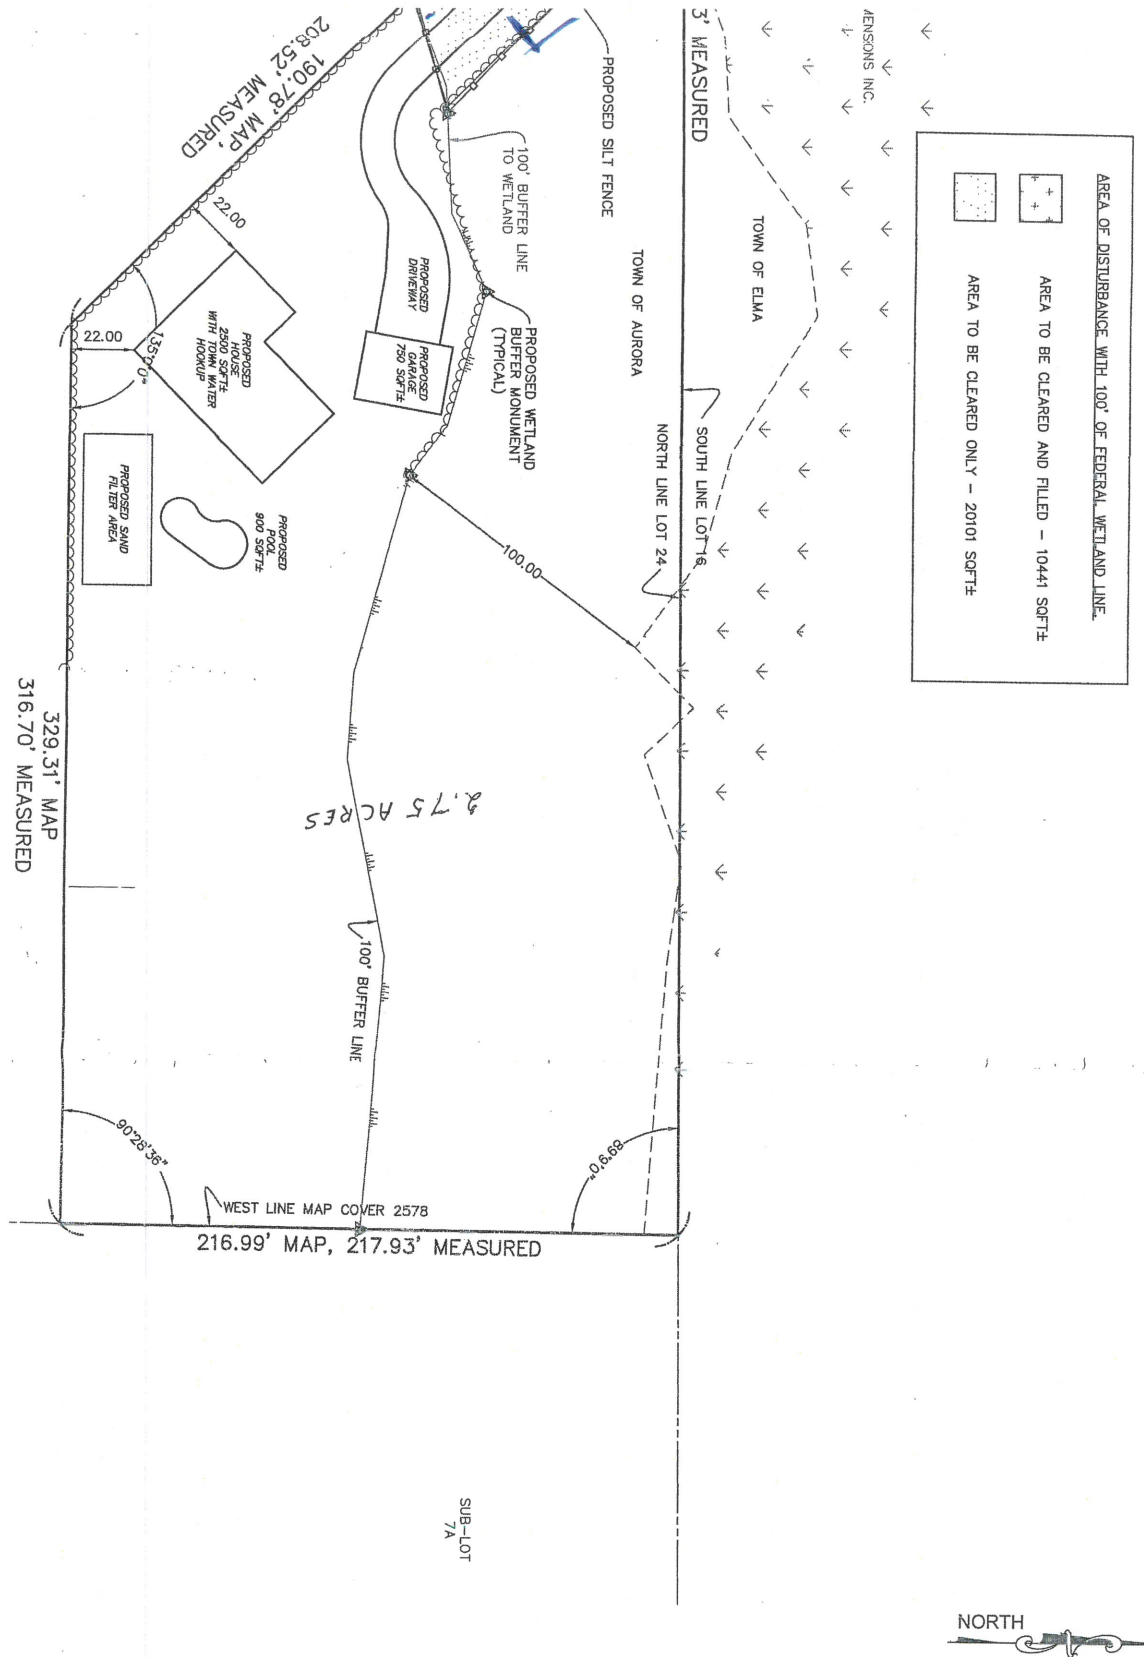 AREA OF DISTURBANCE WITH 100' OF FEDERAL WETLAND LINE.
AREA TO BE CLEARED AND FILLED - 10441 SQFT±
AREA TO BE CLEARED ONLY - 20101 SQFT±
NORTH
TOWN OF ELMA
3' MEASURED
SOUTH LINE LOT 16
NORTH LINE LOT 24
TOWN OF AURORA
PROPOSED SILT FENCE
100' BUFFER LINE
TO WETLAND
PROPOSED WETLAND
BUFFER MONUMENT
(TYPICAL)
100.00
PROPOSED
DRIVEWAY
PROPOSED
GARAGE
750 SQFT±
190.78' MAP,
208.52' MEASURED
22.00
22.00
PROPOSED
HOUSE
2500 SQFT±
WITH TOWN WATER
HOOKUP
PROPOSED
POOL
900 SQFT±
PROPOSED SAND
FILTER AREA
2.75 ACRES
100' BUFFER LINE
329.31' MAP
316.70' MEASURED
90°28'36"
89°9'0"
WEST LINE MAP COVER 2578
216.99' MAP, 217.93' MEASURED
SUB-LOT
7A